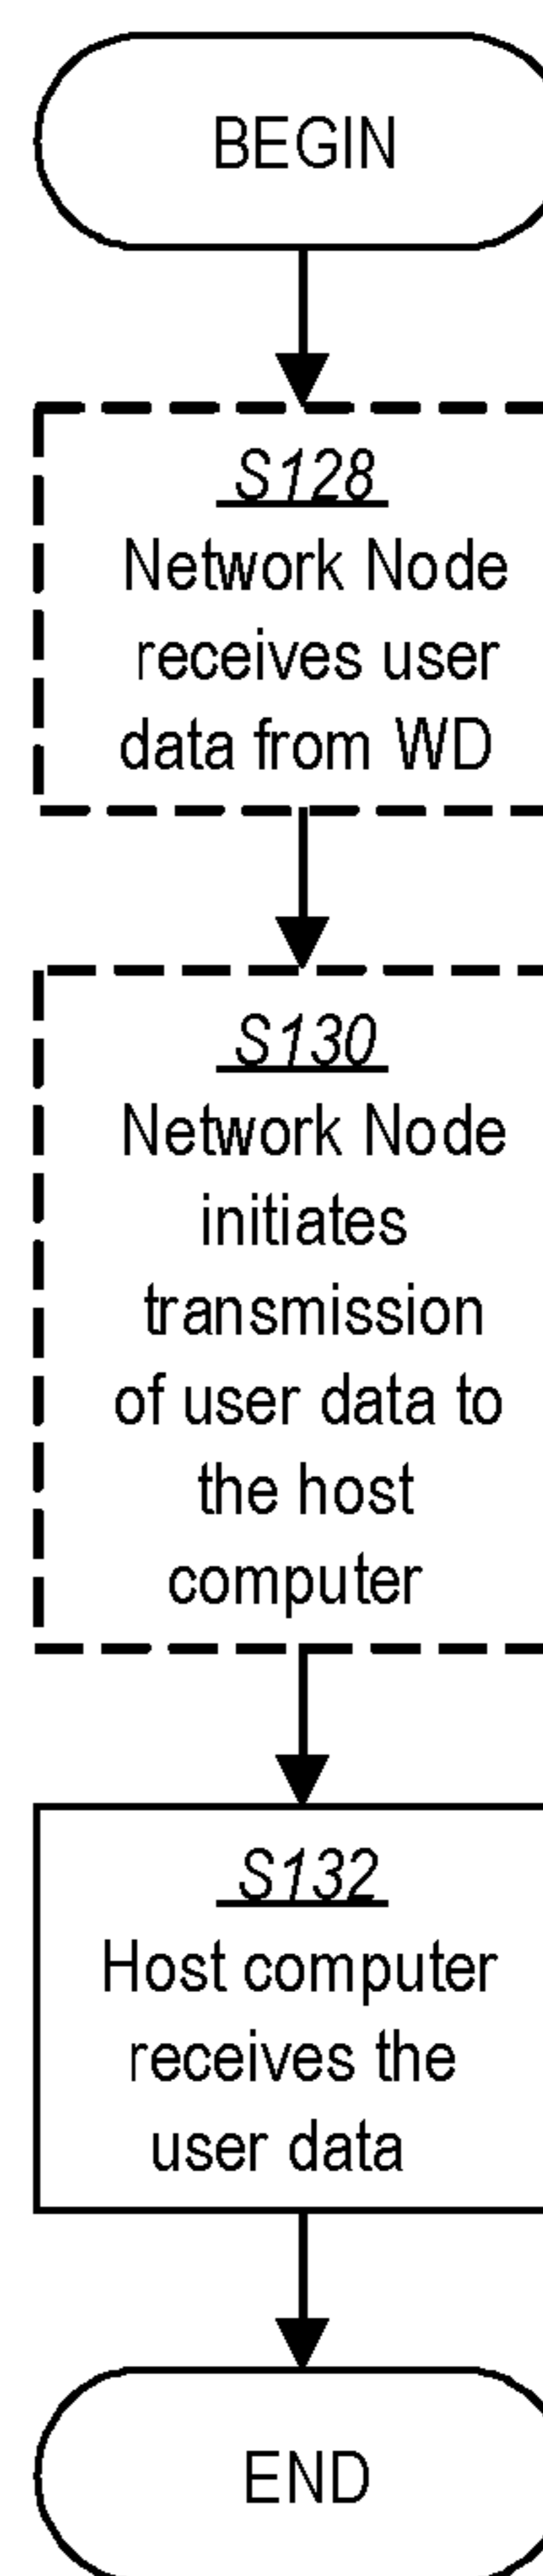 BEGIN
S128
Network Node
receives user
data from WD
S130
Network Node
initiates
transmission
of user data to
the host
computer
S132
Host computer
receives the
user data
END